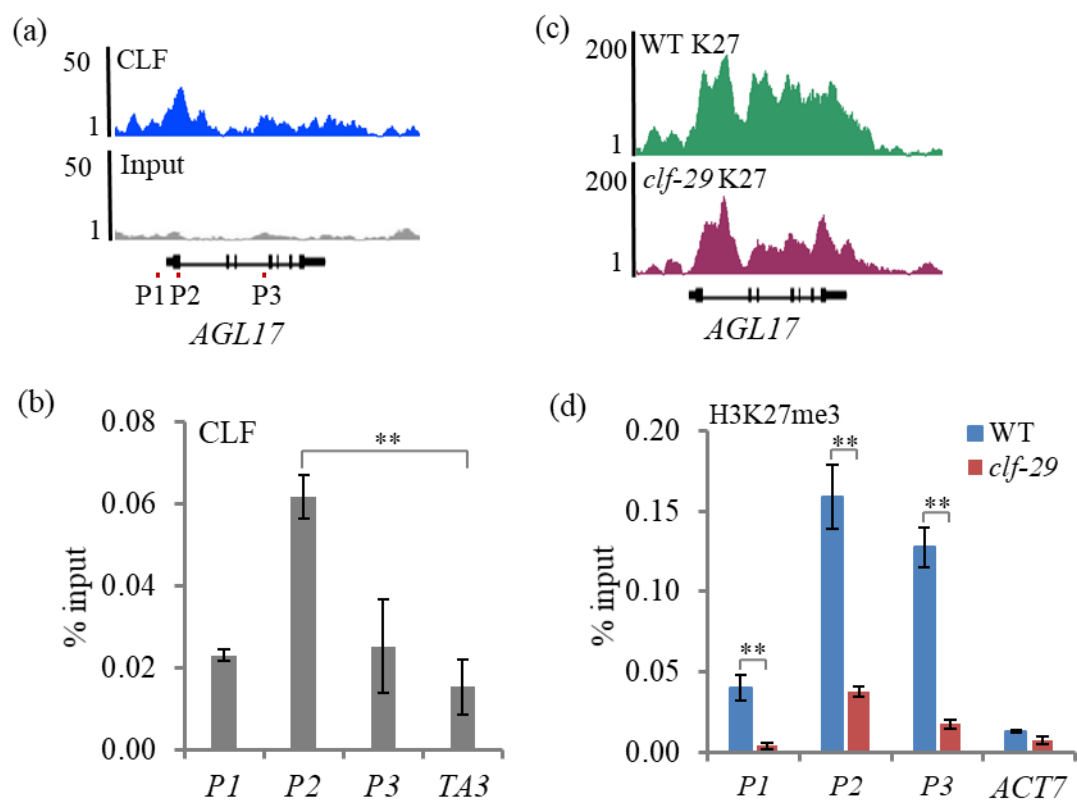 (a)
50
CLF
1
50
Input
1
P1 P2 P3
AGL17
(c)
200
WT K27
1
200
clf-29 K27
1
AGL17
(b)
CLF
**
0.08
0.06
0.04
0.02
0.00
% input
P1 P2 P3 TA3
(d)
H3K27me3
WT
clf-29
** ** **
0.20
0.15
0.10
0.05
0.00
% input
P1 P2 P3 ACT7